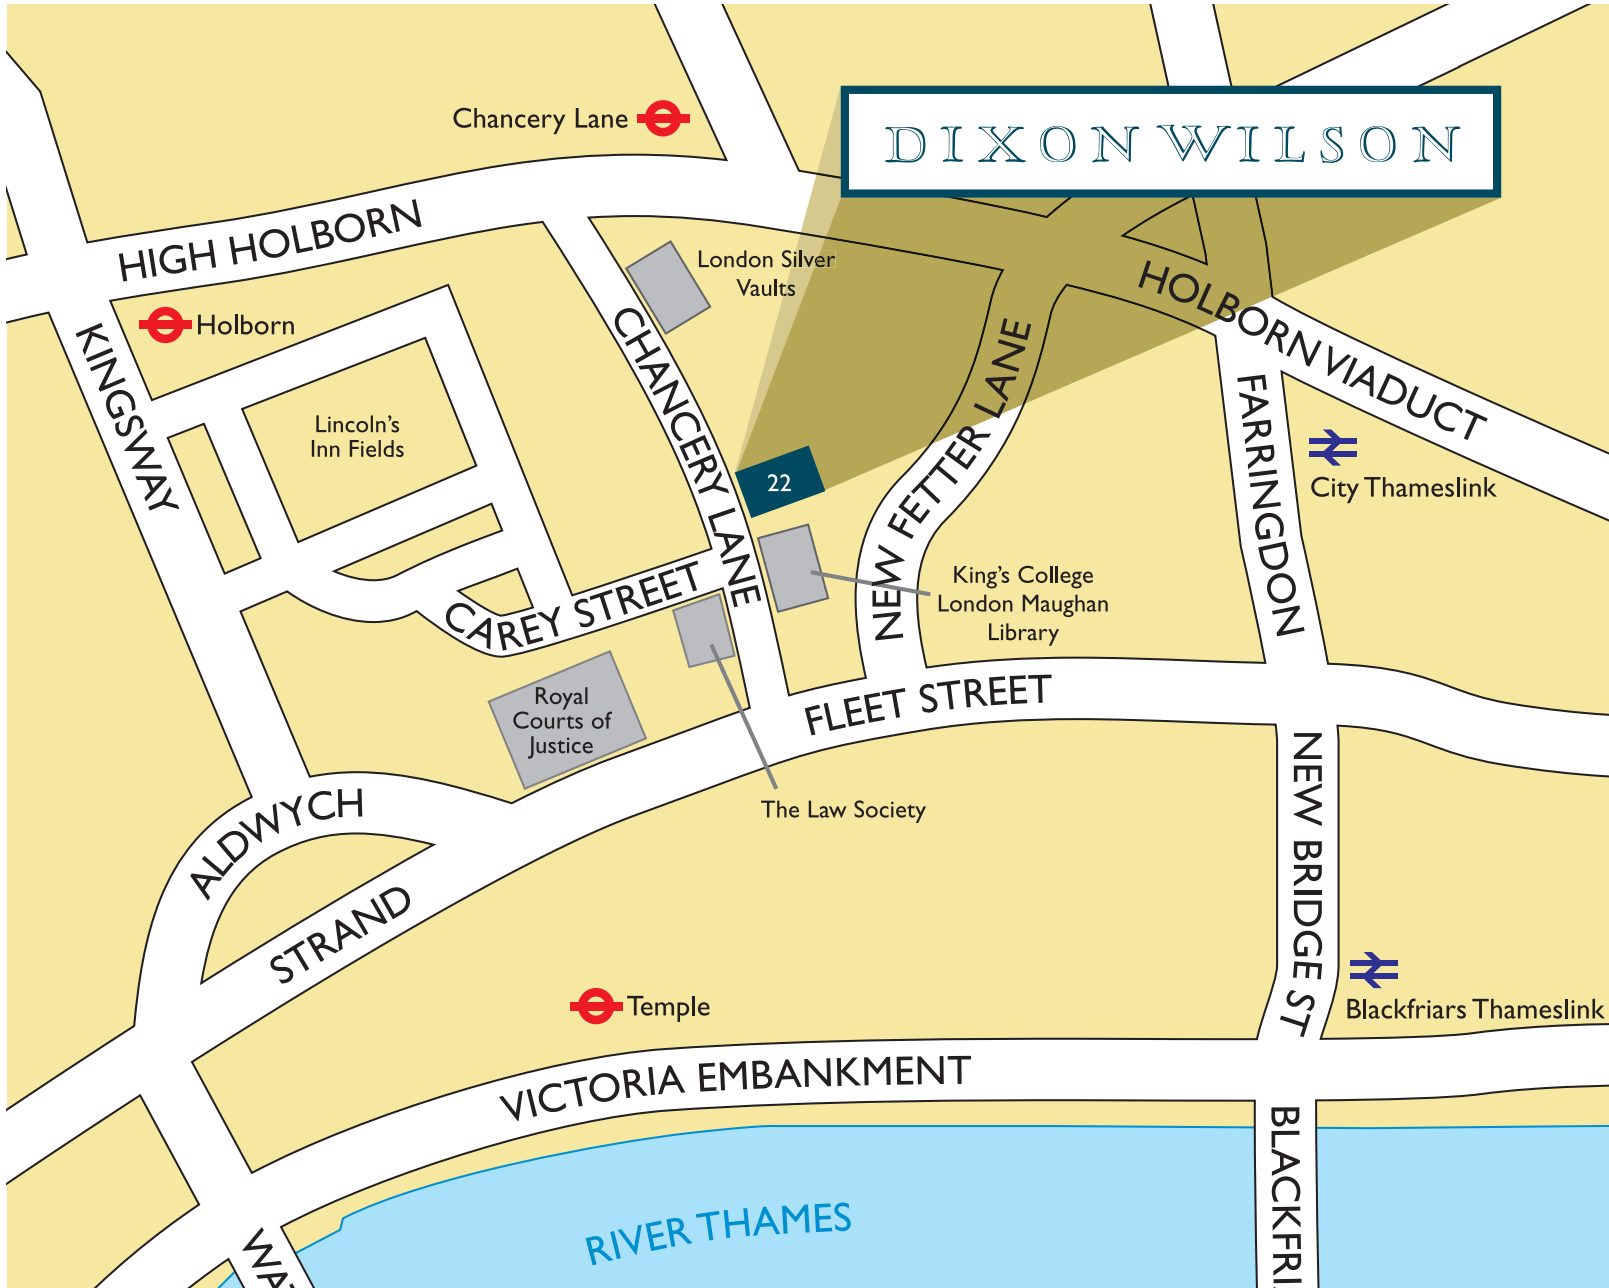 Chancery Lane
DIXON WILSON
HIGH HOLBORN
London Silver
Vaults
HOLBORN VIADUCT
Holborn
KINGSWAY
CHANCERY LANE
NEW FETTER LANE
FARRINGDON
Lincoln's
Inn Fields
22
City Thameslink
King's College
London Maughan
Library
CAREY STREET
Royal
Courts of
Justice
FLEET STREET
The Law Society
ALDWYCH
STRAND
NEW BRIDGE ST
Temple
Blackfriars Thameslink
VICTORIA EMBANKMENT
BLACKFRI
RIVER THAMES